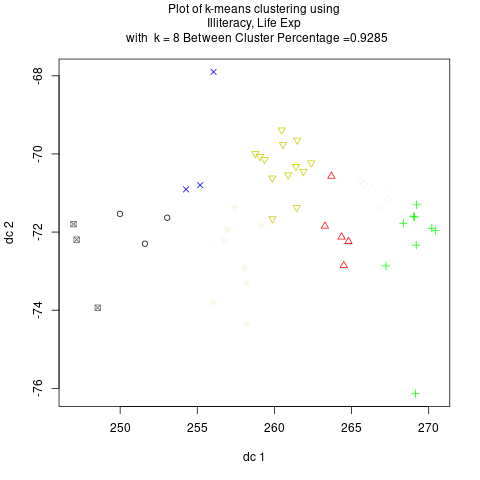 Plot of k-means clustering using
Illiteracy, Life Exp
with  k = 8 Between Cluster Percentage =0.9285
-68
-70
-72
-74
-76
dc 2
250
255
260
265
270
dc 1